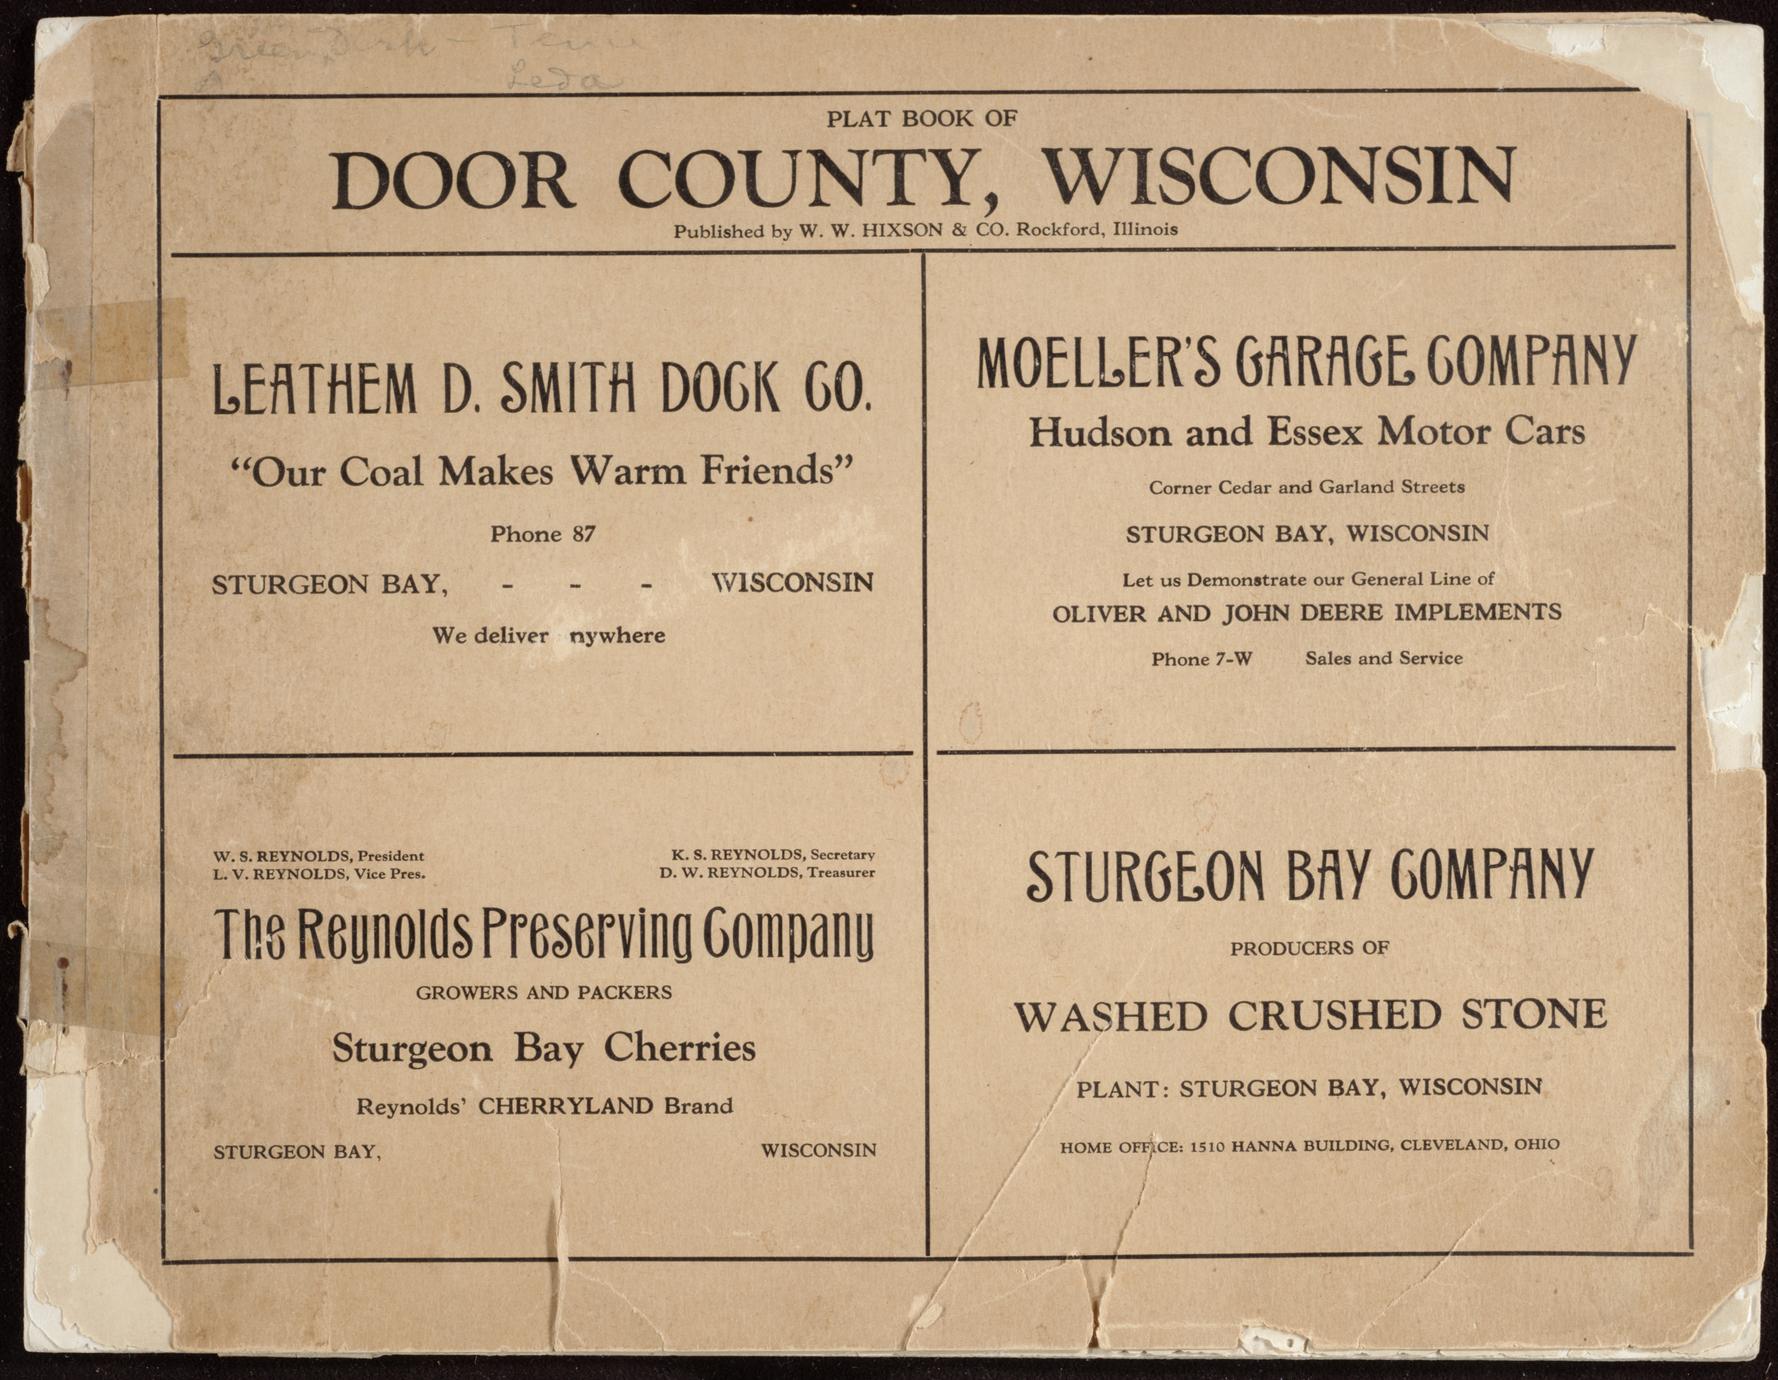 Leda
PLAT BOOK OF
DOOR COUNTY, WISCONSIN
Published by W. W. HIXSON & CO. Rockford, Illinois
LEATHEM D. SMITH DOCK CO.
"Our Coal Makes Warm Friends"
Phone 87
STURGEON BAY, - - - WISCONSIN
We deliver nywhere
MOELLER'S GARAGE COMPANY
Hudson and Essex Motor Cars
Corner Cedar and Garland Streets
STURGEON BAY, WISCONSIN
Let us Demonstrate our General Line of
OLIVER AND JOHN DEERE IMPLEMENTS
Phone 7-W Sales and Service
W. S. REYNOLDS, President K. S. REYNOLDS, Secretary
L. V. REYNOLDS, Vice Pres. D. W. REYNOLDS, Treasurer
The Reynolds Preserving Company
GROWERS AND PACKERS
Sturgeon Bay Cherries
Reynolds' CHERRYLAND Brand
STURGEON BAY, WISCONSIN
STURGEON BAY COMPANY
PRODUCERS OF
WASHED CRUSHED STONE
PLANT: STURGEON BAY, WISCONSIN
HOME OFFICE: 1510 HANNA BUILDING, CLEVELAND, OHIO